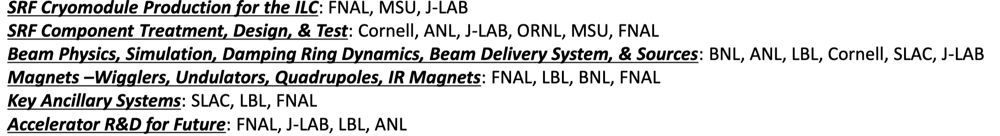 SRF Cryomodule Production for the ILC: FNAL, MSU, J-LAB
SRF Component Treatment, Design, & Test: Cornell, ANL, J-LAB, ORNL, MSU, FNAL
Beam Physics, Simulation, Damping Ring Dynamics, Beam Delivery System, & Sources: BNL, ANL, LBL, Cornell, SLAC, J-LAB
Magnets –Wigglers, Undulators, Quadrupoles, IR Magnets: FNAL, LBL, BNL, FNAL
Key Ancillary Systems: SLAC, LBL, FNAL
Accelerator R&D for Future: FNAL, J-LAB, LBL, ANL